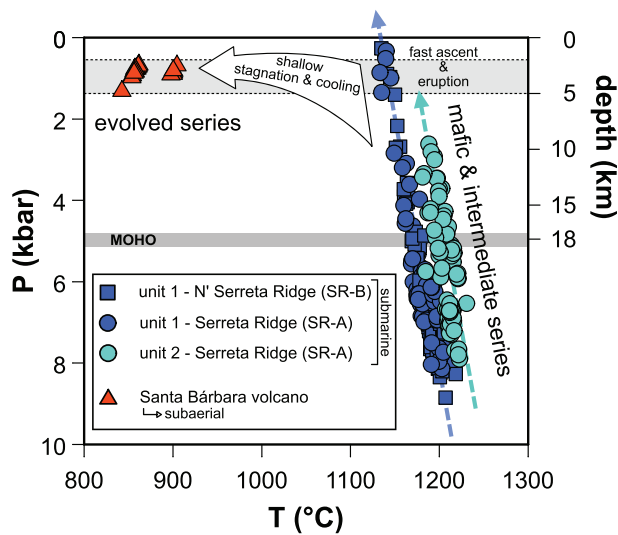 0
2
4
6
8
10
P (kbar)
800
900
1000
1100
1200
1300
T (°C)
0
5
10
15
18
depth (km)
shallow
stagnation & cooling
fast ascent
&
eruption
evolved series
mafic & intermediate series
MOHO
unit 1 - N' Serreta Ridge (SR-B)
unit 1 - Serreta Ridge (SR-A)
unit 2 - Serreta Ridge (SR-A)
submarine
Santa Bárbara volcano
subaerial